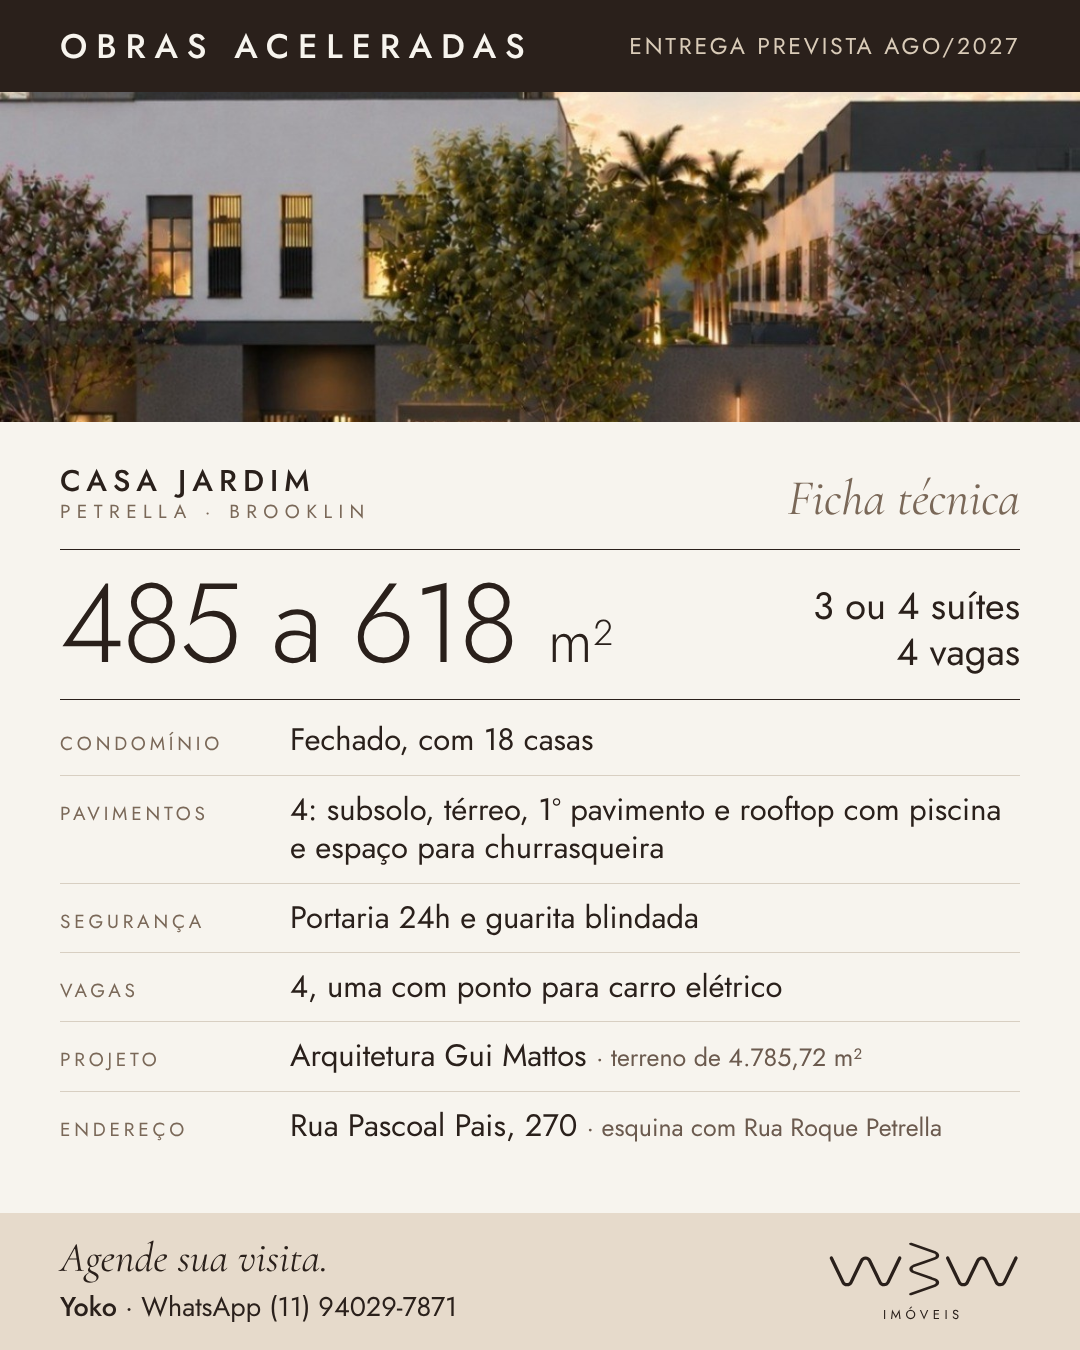 OBRAS ACELERADAS
ENTREGA PREVISTA AGO/2027
CASA JARDIM
PETRELLA · BROOKLIN
Ficha técnica
485 a 618 m²
3 ou 4 suítes
4 vagas
CONDOMÍNIO Fechado, com 18 casas
PAVIMENTOS 4: subsolo, térreo, 1° pavimento e rooftop com piscina
e espaço para churrasqueira
SEGURANÇA Portaria 24h e guarita blindada
VAGAS 4, uma com ponto para carro elétrico
PROJETO Arquitetura Gui Mattos · terreno de 4.785,72 m²
ENDEREÇO Rua Pascoal Pais, 270 · esquina com Rua Roque Petrella
Agende sua visita.
Yoko · WhatsApp (11) 94029-7871
WBW
IMÓVEIS